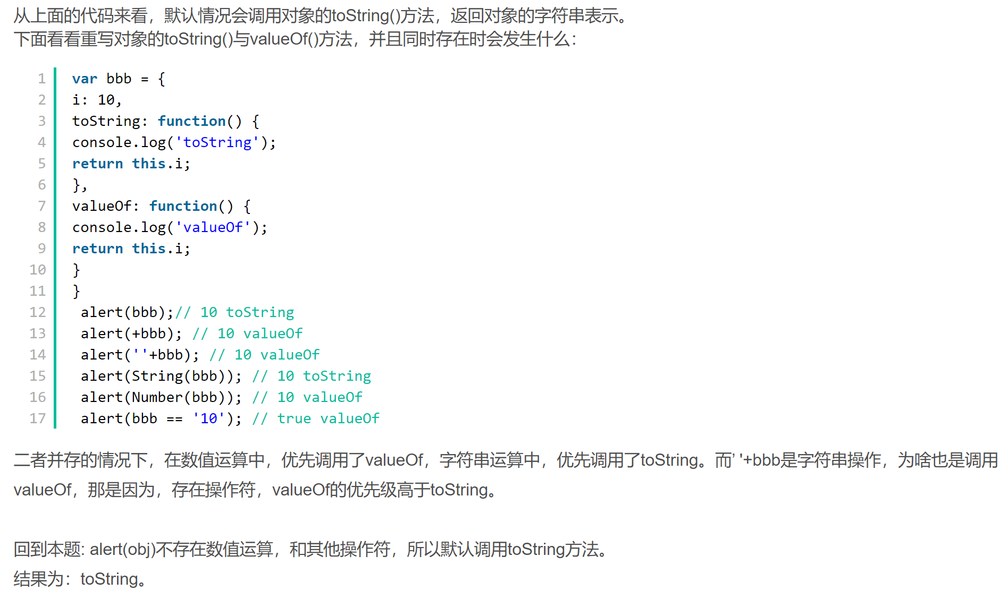 从上面的代码来看，默认情况会调用对象的toString()方法，返回对象的字符串表示。
下面看看重写对象的toString()与valueOf()方法，并且同时存在时会发生什么：
1 var bbb = {
2 i: 10,
3 toString: function() {
4 console.log('toString');
5 return this.i;
6 },
7 valueOf: function() {
8 console.log('valueOf');
9 return this.i;
10 }
11 }
12 alert(bbb);// 10 toString
13 alert(+bbb); // 10 valueOf
14 alert(''+bbb); // 10 valueOf
15 alert(String(bbb)); // 10 toString
16 alert(Number(bbb)); // 10 valueOf
17 alert(bbb == '10'); // true valueOf
二者并存的情况下，在数值运算中，优先调用了valueOf，字符串运算中，优先调用了toString。而’ '+bbb是字符串操作，为啥也是调用
valueOf，那是因为，存在操作符，valueOf的优先级高于toString。
回到本题: alert(obj)不存在数值运算，和其他操作符，所以默认调用toString方法。
结果为：toString。